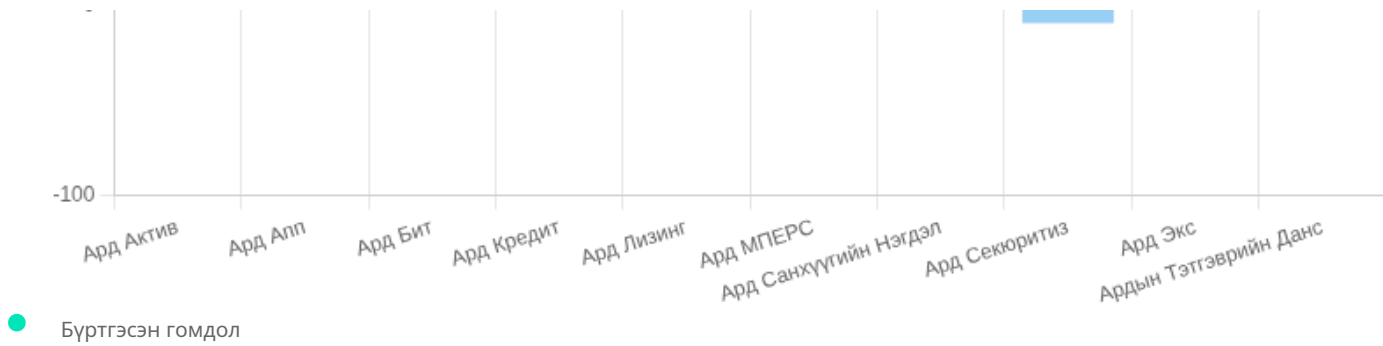 -100
Ард Актив
Ард Апп
Ард Бит
Ард Кредит
Ард Лизинг
Ард МПЕРС
Ард Санхүүгийн Нэгдэл
Ард Секюритиз
Ард Экс
Ардын Тэтгэврийн Данс
Бүртгэсэн гомдол